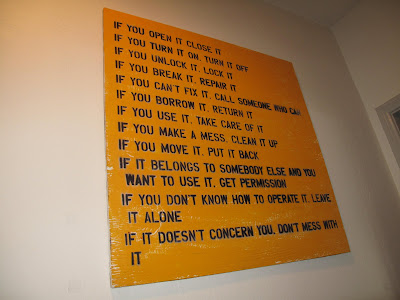 IF YOU OPEN IT CLOSE IT
IF YOU TURN IT ON. TURN IT OFF
IF YOU UNLOCK IT. LOCK IT
IF YOU BREAK IT. REPAIR IT
IF YOU CAN'T FIX IT. CALL SOMEONE WHO CAN
IF YOU BORROW IT. RETURN IT
IF YOU USE IT. TAKE CARE OF IT
IF YOU MAKE A MESS. CLEAN IT UP
IF YOU MOVE IT. PUT IT BACK
IF IT BELONGS TO SOMEBODY ELSE AND YOU
WANT TO USE IT. GET PERMISSION
IF YOU DON'T KNOW HOW TO OPERATE IT. LEAVE
IT ALONE
IF IT DOESN'T CONCERN YOU. DON'T MESS WITH
IT